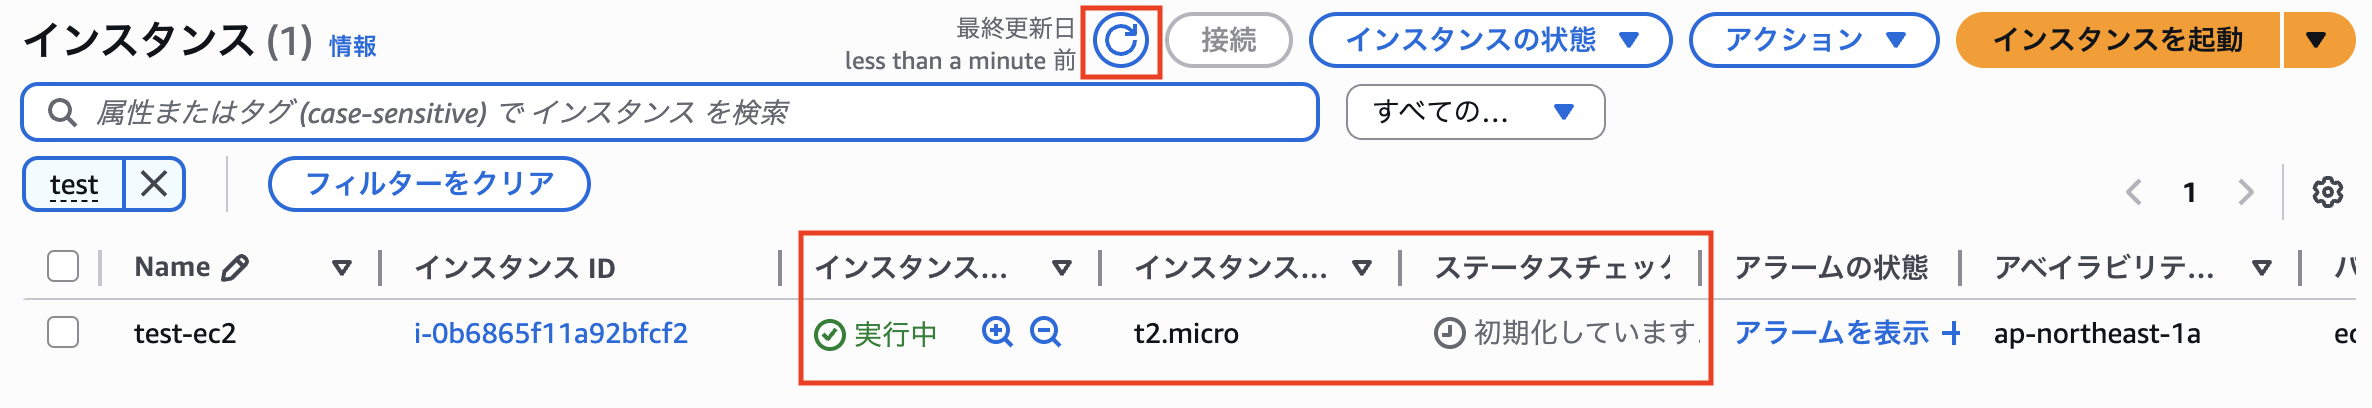 インスタンス (1) 情報
最終更新日
less than a minute 前
接続
インスタンスの状態
アクション
インスタンスを起動
属性またはタグ (case-sensitive) で インスタンス を検索
すべての...
test
フィルターをクリア
1
Name インスタンス ID インスタンス... インスタンス... ステータスチェック アラームの状態 アベイラビリテ... パ
test-ec2 i-0b6865f11a92bfcf2 実行中 t2.micro 初期化しています アラームを表示 + ap-northeast-1a ec